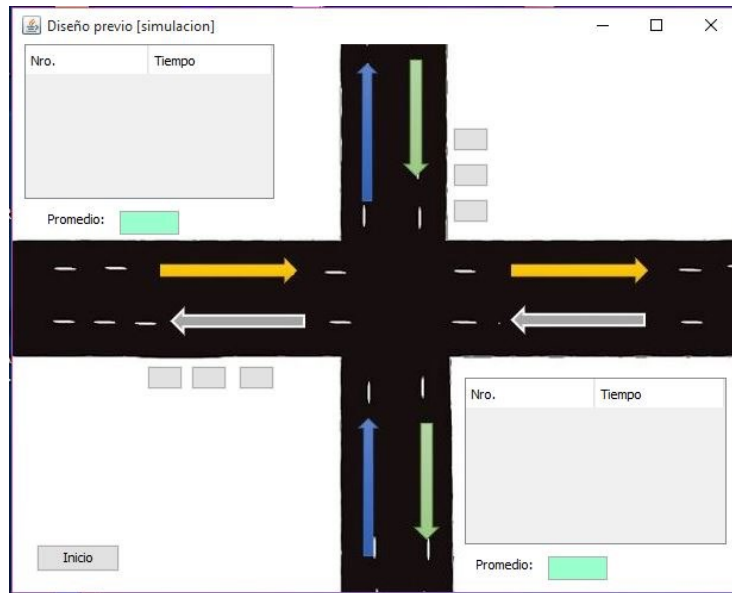 Diseño previo [simulacion]
Nro. Tiempo
Promedio:
Nro. Tiempo
Inicio
Promedio: